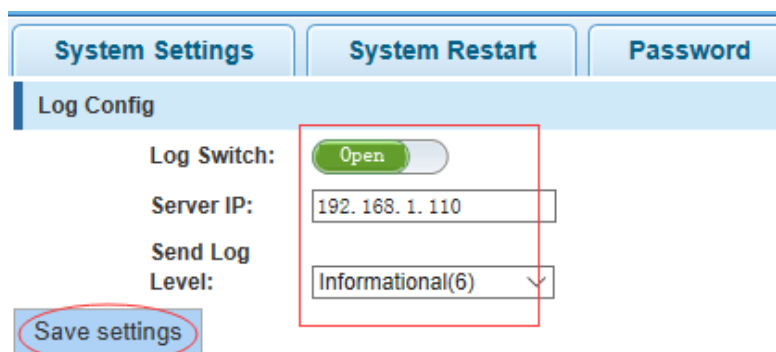 System Settings System Restart Password
Log Config
Log Switch: Open
Server IP: 192.168.1.110
Send Log
Level: Informational(6)
Save settings